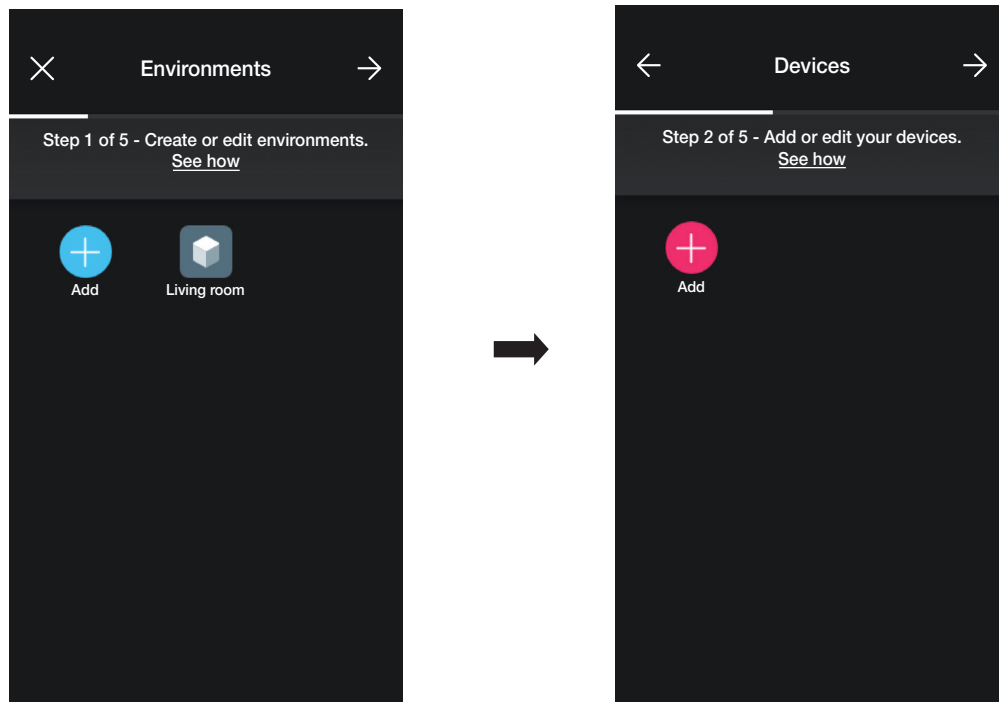 Environments
Step 1 of 5 - Create or edit environments.
See how
Add
Living room
Devices
Step 2 of 5 - Add or edit your devices.
See how
Add